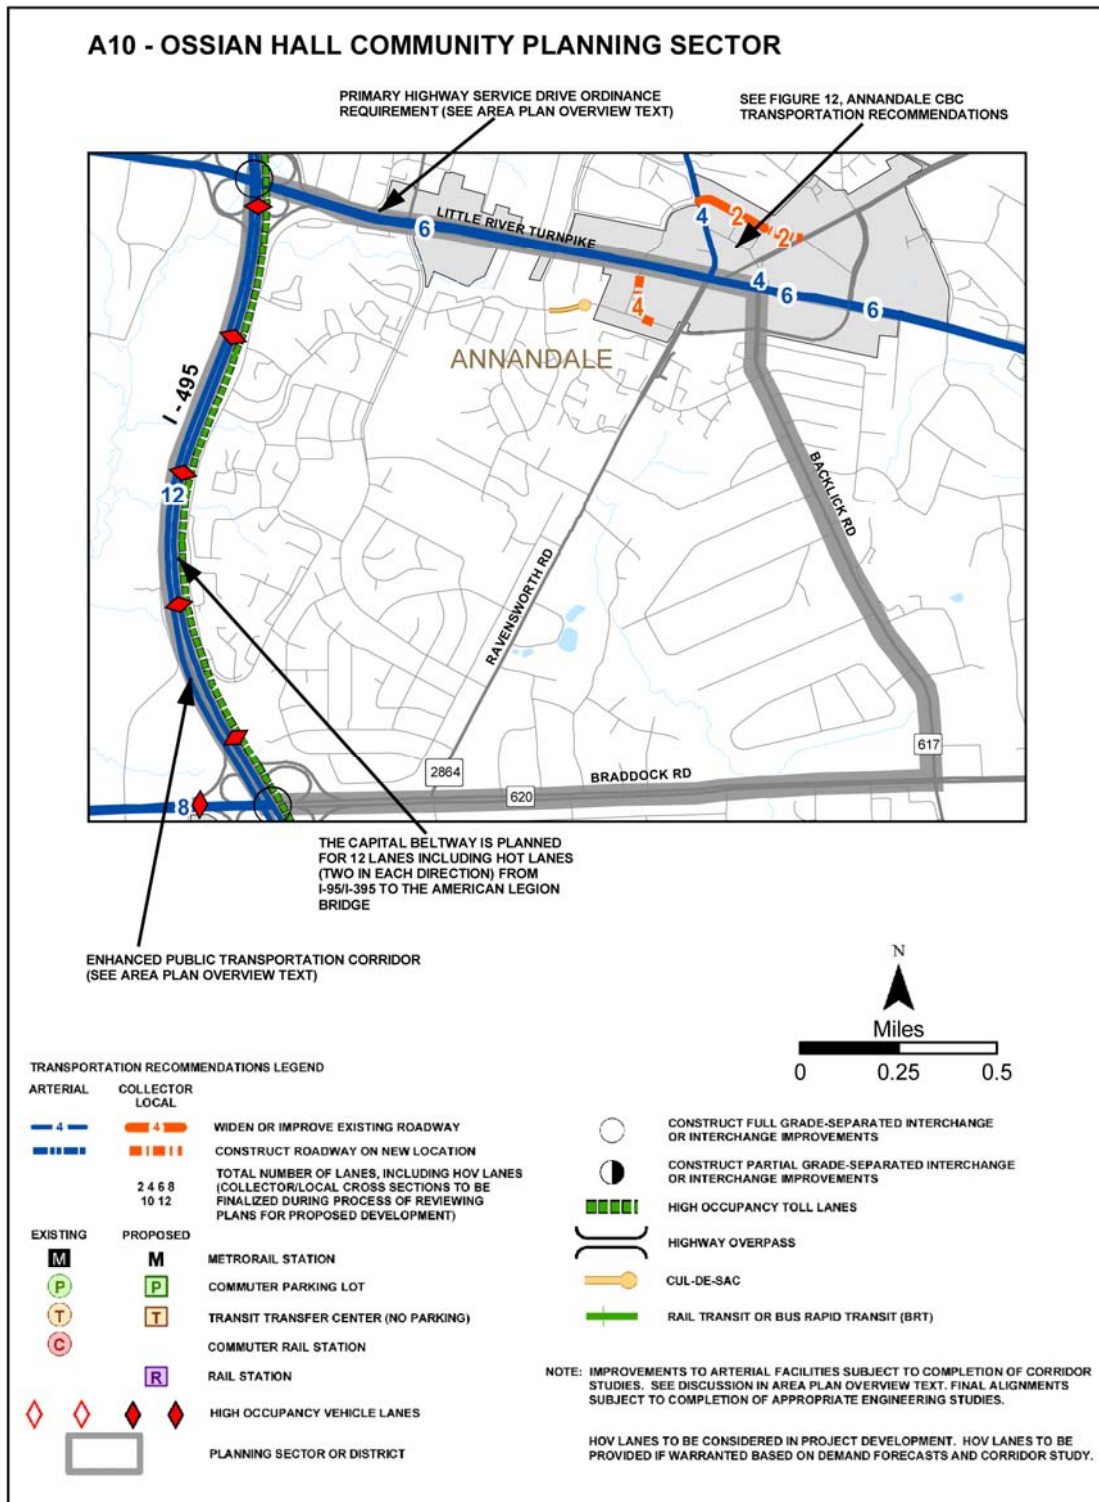 A10 - OSSIAN HALL COMMUNITY PLANNING SECTOR
PRIMARY HIGHWAY SERVICE DRIVE ORDINANCE
REQUIREMENT (SEE AREA PLAN OVERVIEW TEXT)
SEE FIGURE 12, ANNANDALE CBC
TRANSPORTATION RECOMMENDATIONS
LITTLE RIVER TURNPIKE
6
4
2
2
4
6
6
4
ANNANDALE
I - 495
12
BACKLICK RD
RAVENSWORTH RD
617
2864
BRADDOCK RD
620
8
THE CAPITAL BELTWAY IS PLANNED
FOR 12 LANES INCLUDING HOT LANES
(TWO IN EACH DIRECTION) FROM
I-95/I-395 TO THE AMERICAN LEGION
BRIDGE
ENHANCED PUBLIC TRANSPORTATION CORRIDOR
(SEE AREA PLAN OVERVIEW TEXT)
N
Miles
0 0.25 0.5
TRANSPORTATION RECOMMENDATIONS LEGEND
ARTERIAL COLLECTOR
LOCAL
4 4 WIDEN OR IMPROVE EXISTING ROADWAY
CONSTRUCT ROADWAY ON NEW LOCATION
2 4 6 8
10 12
TOTAL NUMBER OF LANES, INCLUDING HOV LANES
(COLLECTOR/LOCAL CROSS SECTIONS TO BE
FINALIZED DURING PROCESS OF REVIEWING
PLANS FOR PROPOSED DEVELOPMENT)
EXISTING PROPOSED
M M METRORAIL STATION
P P COMMUTER PARKING LOT
T T TRANSIT TRANSFER CENTER (NO PARKING)
C COMMUTER RAIL STATION
R RAIL STATION
HIGH OCCUPANCY VEHICLE LANES
PLANNING SECTOR OR DISTRICT
CONSTRUCT FULL GRADE-SEPARATED INTERCHANGE
OR INTERCHANGE IMPROVEMENTS
CONSTRUCT PARTIAL GRADE-SEPARATED INTERCHANGE
OR INTERCHANGE IMPROVEMENTS
HIGH OCCUPANCY TOLL LANES
HIGHWAY OVERPASS
CUL-DE-SAC
RAIL TRANSIT OR BUS RAPID TRANSIT (BRT)
NOTE: IMPROVEMENTS TO ARTERIAL FACILITIES SUBJECT TO COMPLETION OF CORRIDOR
STUDIES. SEE DISCUSSION IN AREA PLAN OVERVIEW TEXT. FINAL ALIGNMENTS
SUBJECT TO COMPLETION OF APPROPRIATE ENGINEERING STUDIES.
HOV LANES TO BE CONSIDERED IN PROJECT DEVELOPMENT. HOV LANES TO BE
PROVIDED IF WARRANTED BASED ON DEMAND FORECASTS AND CORRIDOR STUDY.